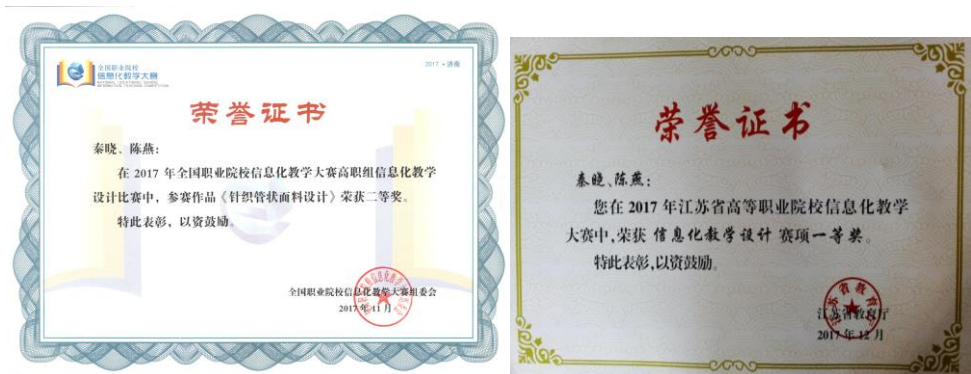 全国职业院校
信息化教学大赛
2017·济南
荣誉证书
秦晓、陈燕：
在 2017 年全国职业院校信息化教学大赛高职组信息化教学
设计比赛中，参赛作品《针织管状面料设计》荣获二等奖。
特此表彰，以资鼓励。
全国职业院校信息化教学大赛组委会
2017 年 11 月
荣誉证书
秦晓、陈燕：
您在 2017 年江苏省高等职业院校信息化教学
大赛中,荣获 信息化教学设计 赛项一等奖。
特此表彰,以资鼓励。
江苏省教育厅
2017 年 12 月